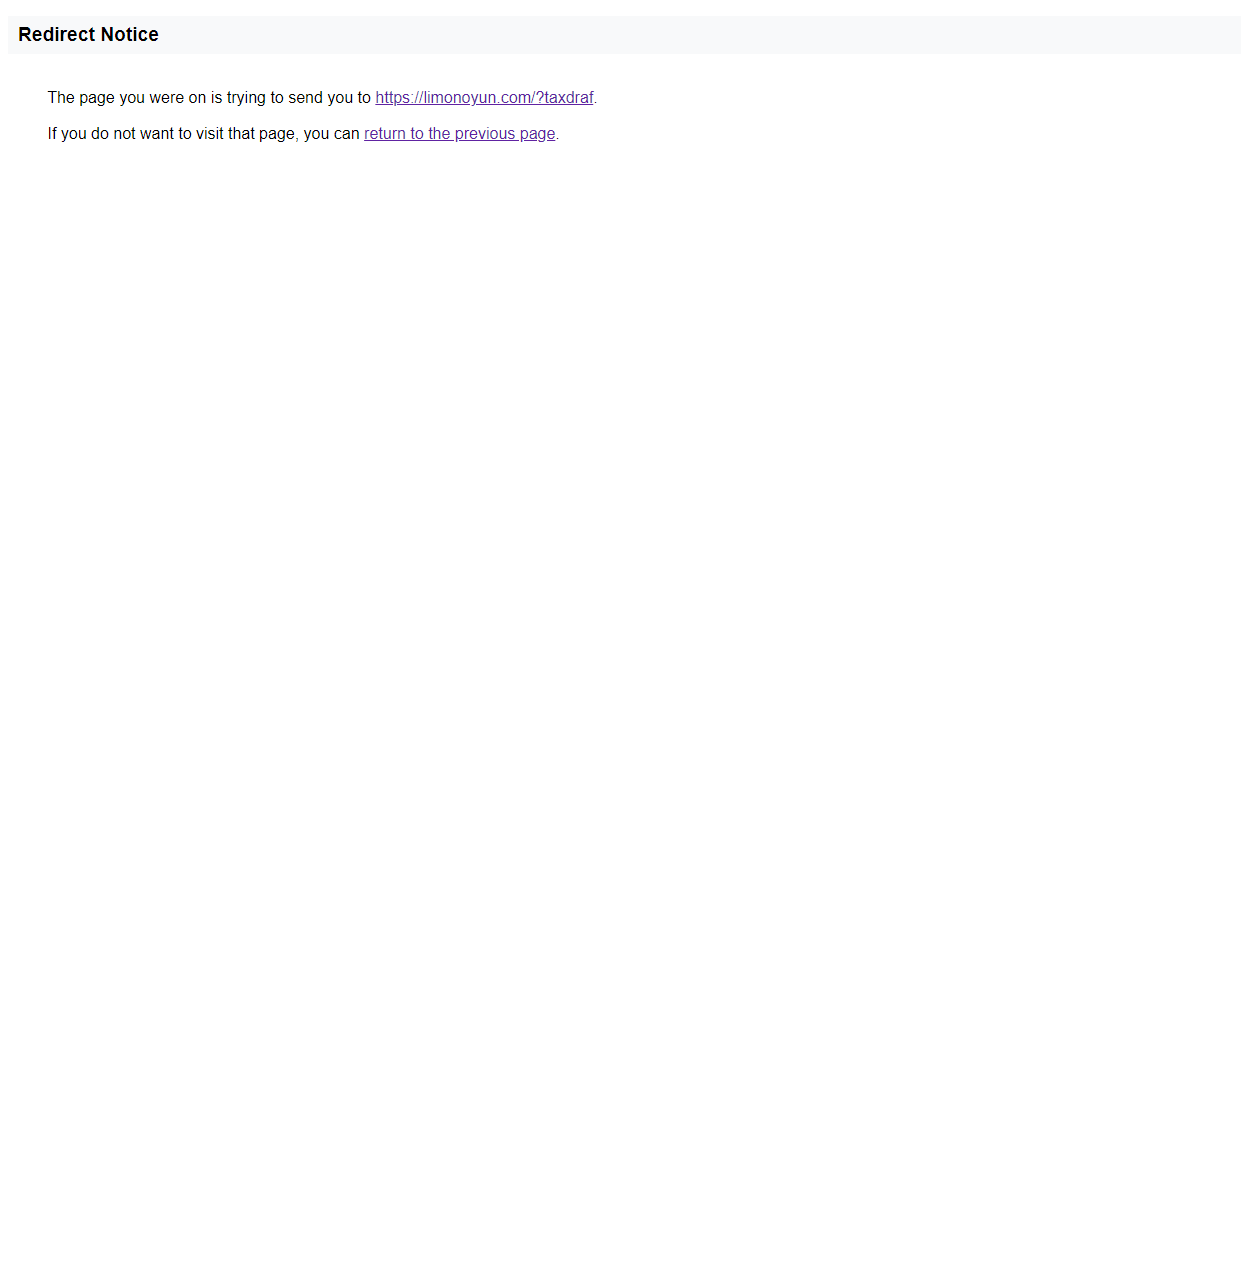 Redirect Notice
The page you were on is trying to send you to https://limonoyun.com/?taxdraf.
If you do not want to visit that page, you can return to the previous page.